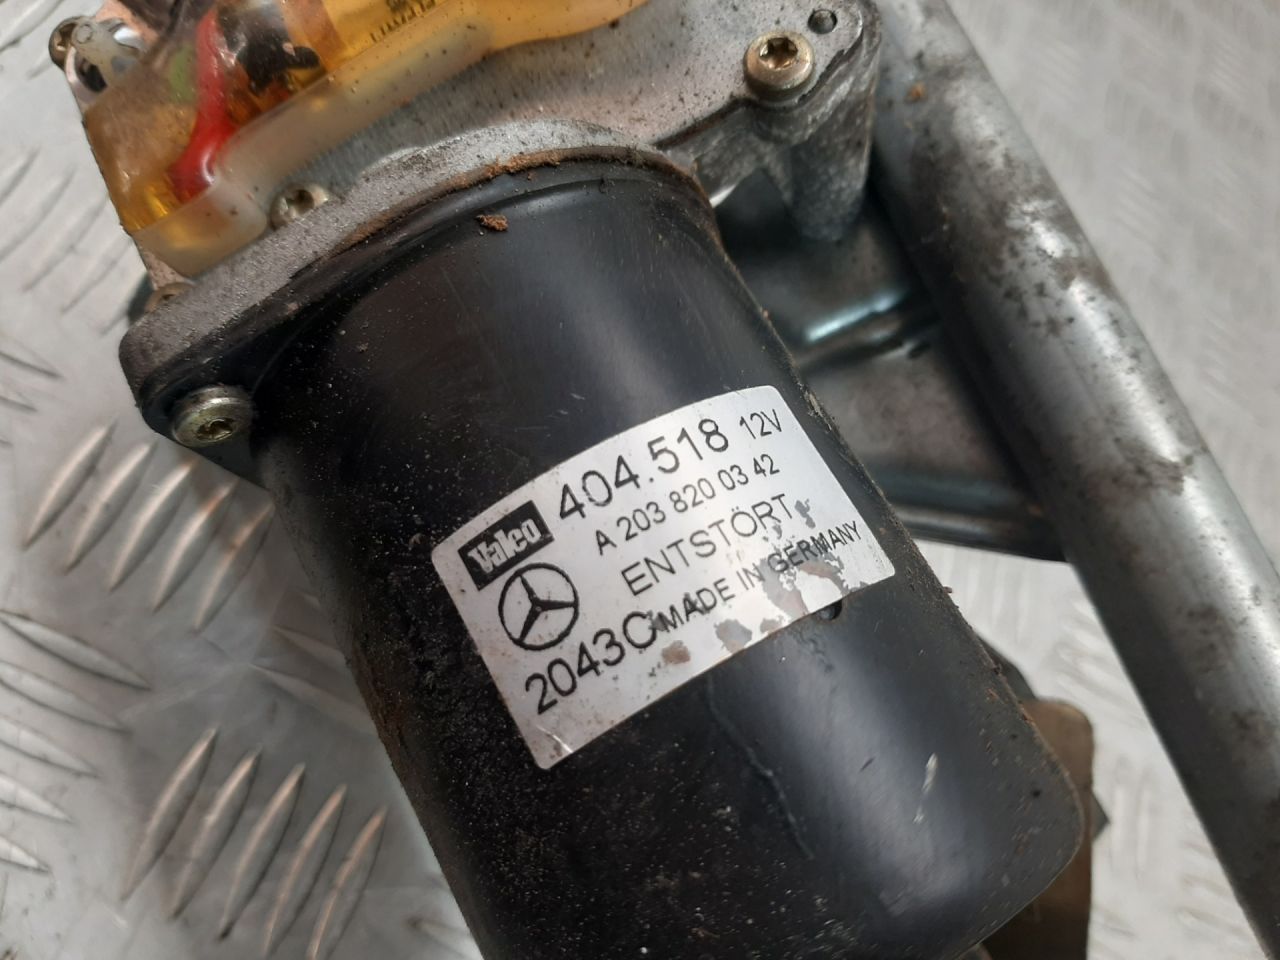 Valeo 404.518 12V
A 203 820 03 42
ENTSTÖRT
2043C MADE IN GERMANY